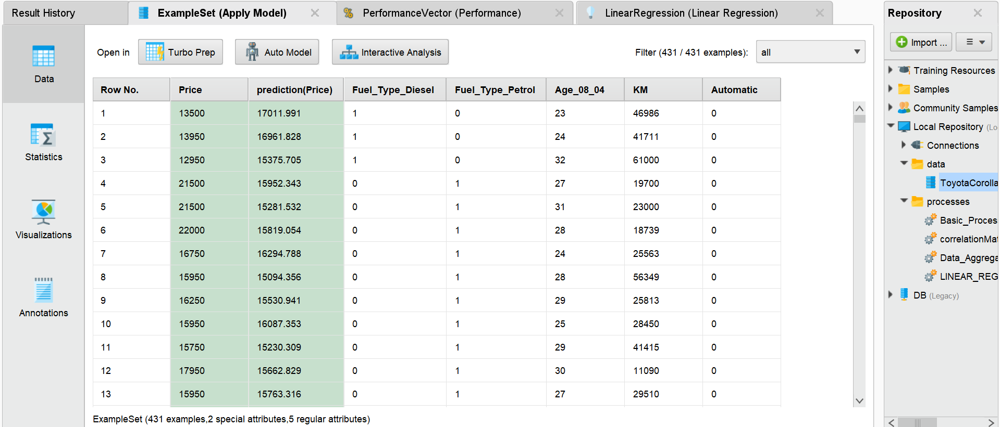 Result History
ExampleSet (Apply Model)
PerformanceVector (Performance)
LinearRegression (Linear Regression)
Repository
Data
Statistics
Visualizations
Annotations
Open in
Turbo Prep
Auto Model
Interactive Analysis
Filter (431 / 431 examples):
all
Row No. Price prediction(Price) Fuel_Type_Diesel Fuel_Type_Petrol Age_08_04 KM Automatic
1 13500 17011.991 1 0 23 46986 0
2 13950 16961.828 1 0 24 41711 0
3 12950 15375.705 1 0 32 61000 0
4 21500 15952.343 0 1 27 19700 0
5 21500 15281.532 0 1 31 23000 0
6 22000 15819.054 0 1 28 18739 0
7 16750 16294.788 0 1 24 25563 0
8 15950 15094.356 0 1 28 56349 0
9 16250 15530.941 0 1 29 25813 0
10 15950 16087.353 0 1 25 28450 0
11 15750 15230.309 0 1 29 41415 0
12 17950 15662.829 0 1 30 11090 0
13 15950 15763.316 0 1 27 29510 0
ExampleSet (431 examples,2 special attributes,5 regular attributes)
Import ...
Training Resources
Samples
Community Samples
Local Repository (Lo
Connections
data
ToyotaCorolla
processes
Basic_Proces
correlationMat
Data_Aggrega
LINEAR_REG
DB (Legacy)